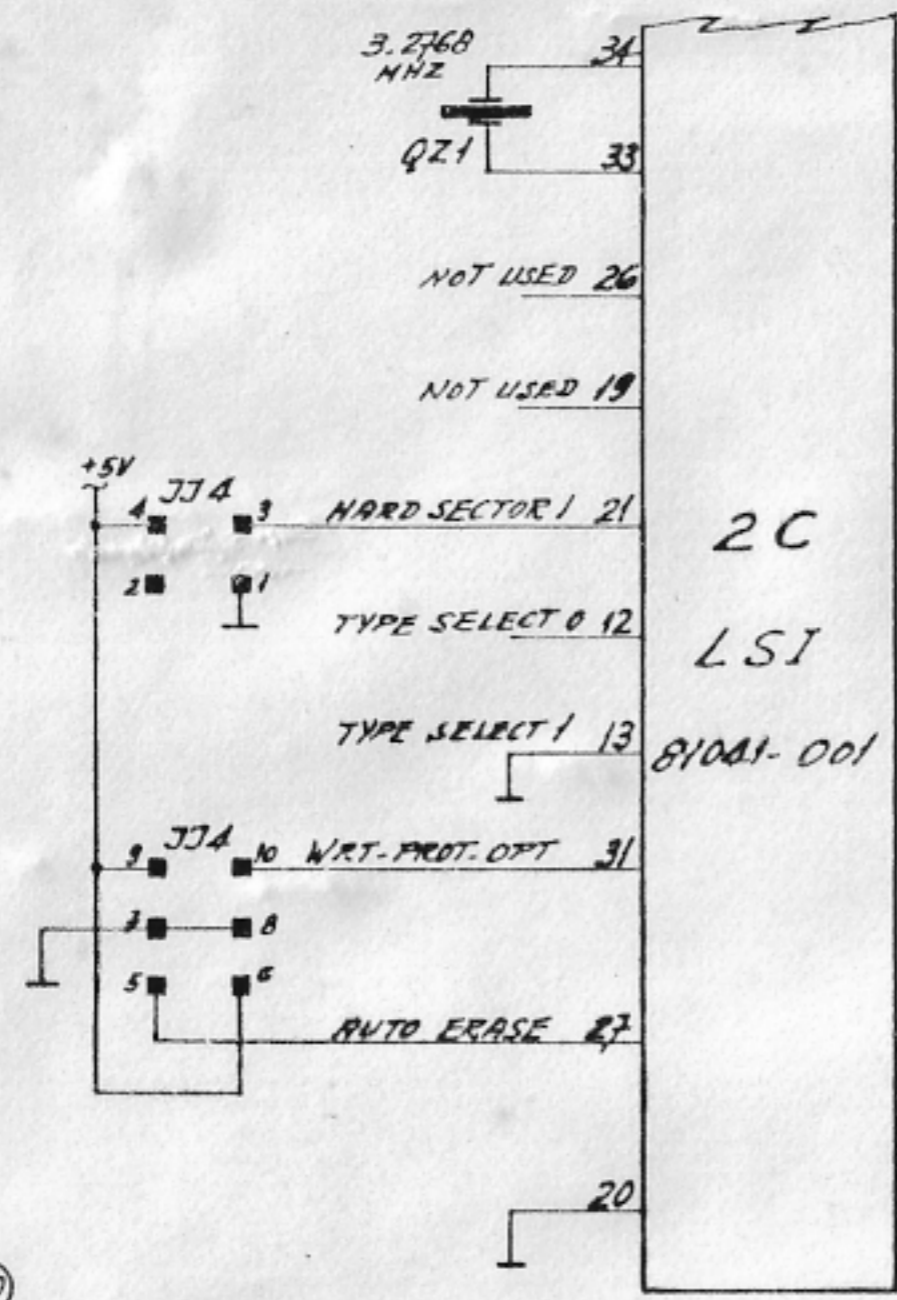 3.2768
MHZ
34
QZ1
33
NOT USED 26
NOT USED 19
+5V
4 JJ4 3 HARD SECTOR 1 21
2 1
2C
TYPE SELECT 0 12
LSI
TYPE SELECT 1 13
81041-001
9 JJ4 10 WRT-PROT-OPT 31
7 8
5 6
AUTO ERASE 27
20